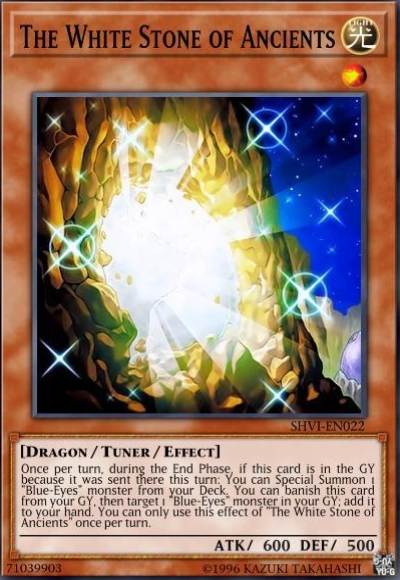 THE WHITE STONE OF ANCIENTS
LIGHT
光
SHVI-EN022
[DRAGON / TUNER / EFFECT]
Once per turn, during the End Phase, if this card is in the GY
because it was sent there this turn: You can Special Summon 1
"Blue-Eyes" monster from your Deck. You can banish this card
from your GY, then target 1 "Blue-Eyes" monster in your GY; add it
to your hand. You can only use this effect of "The White Stone of
Ancients" once per turn.
ATK/ 600 DEF/ 500
71039903
©1996 KAZUKI TAKAHASHI